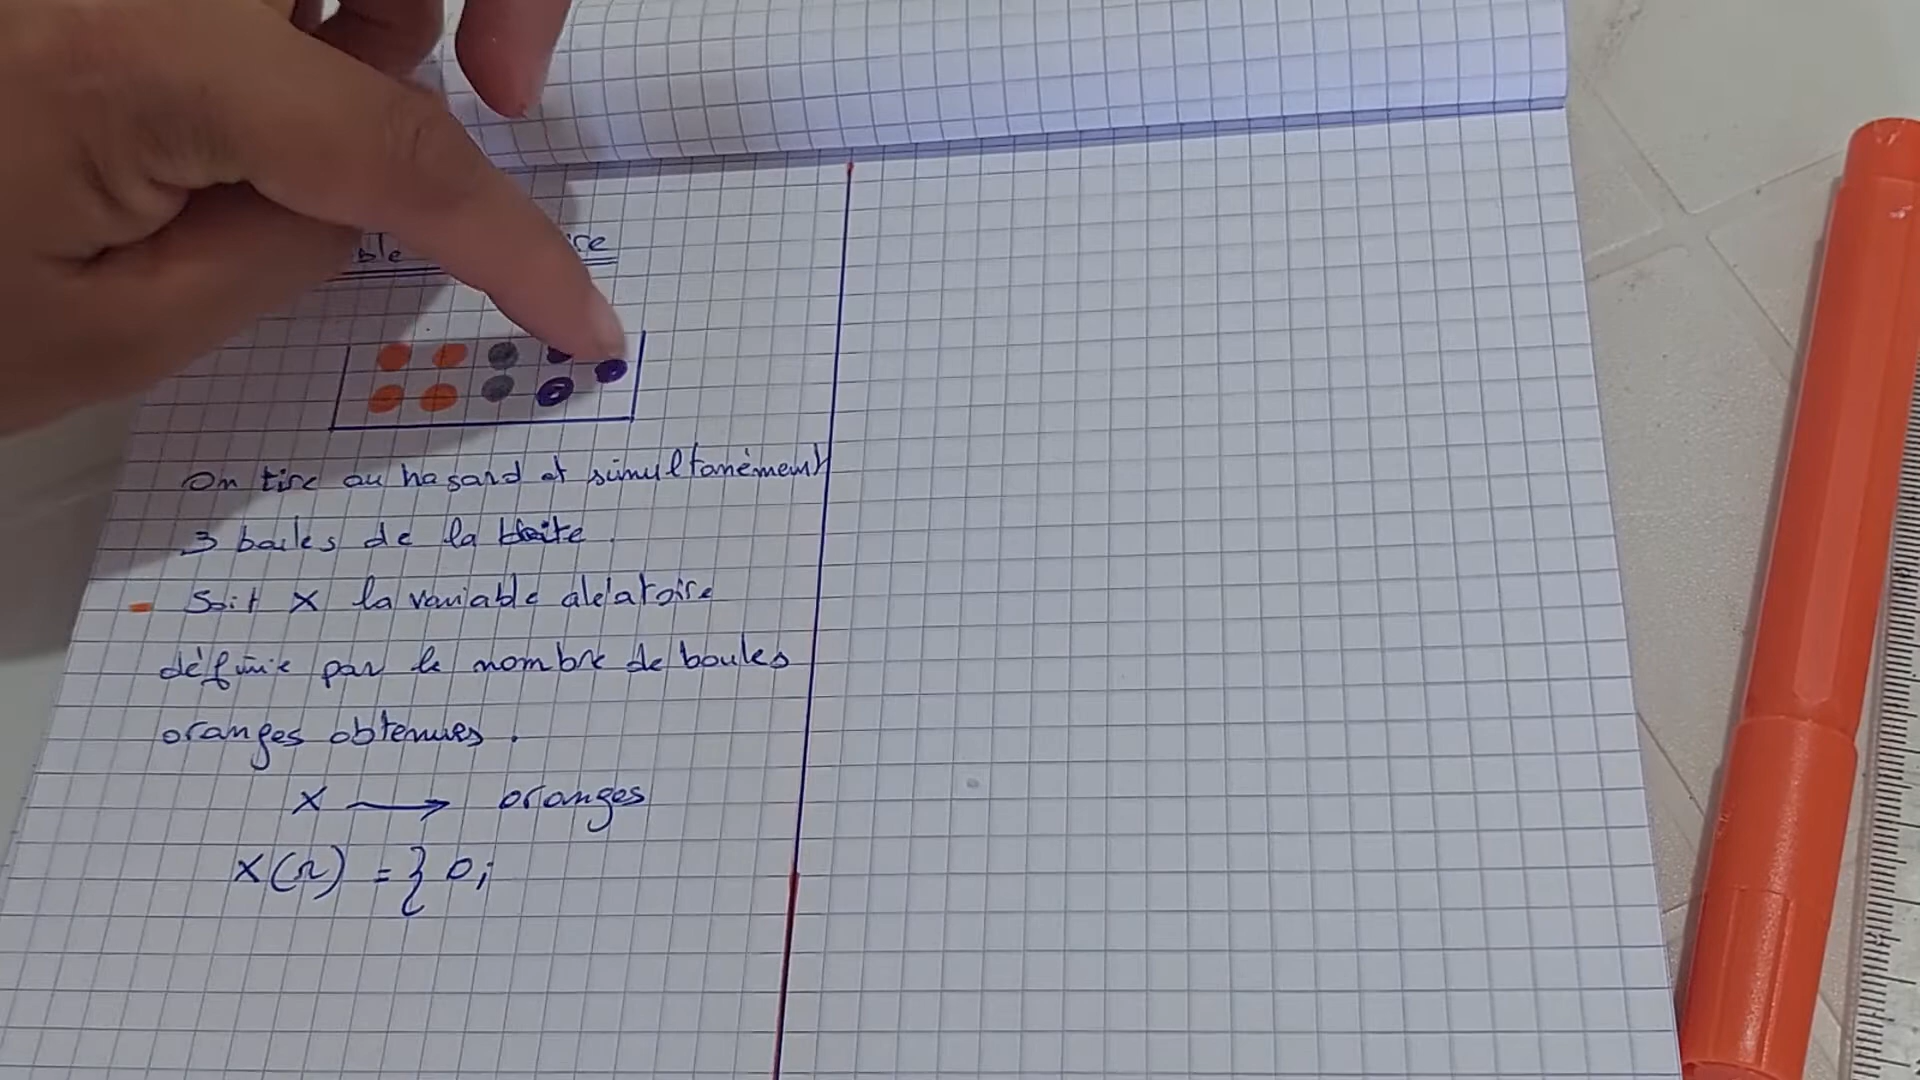 ble ire
On tire au hasard et simultanément
3 boules de la boite.
- Soit X la variable aléatoire
définie par le nombre de boules
oranges obtenues.
X → oranges
X(Ω) = { 0;